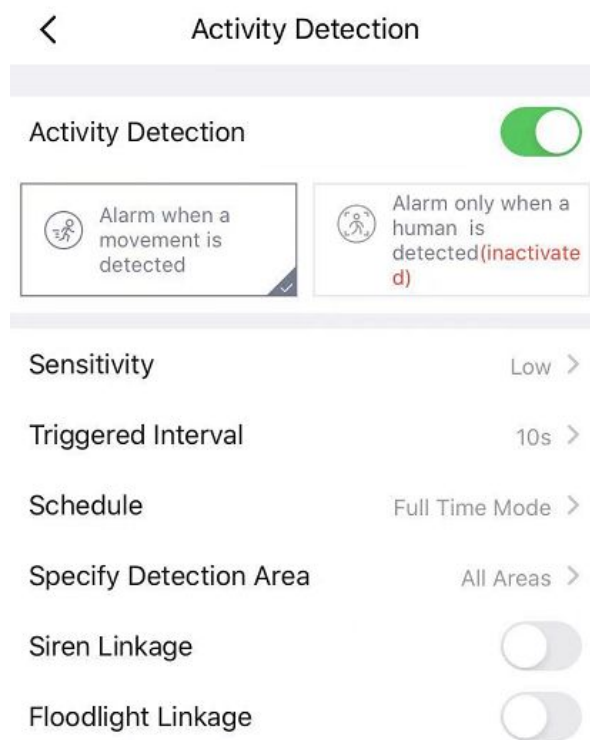 Activity Detection
Activity Detection
Alarm when a
movement is
detected
Alarm only when a
human is
detected(inactivate
d)
Sensitivity Low
Triggered Interval 10s
Schedule Full Time Mode
Specify Detection Area All Areas
Siren Linkage
Floodlight Linkage